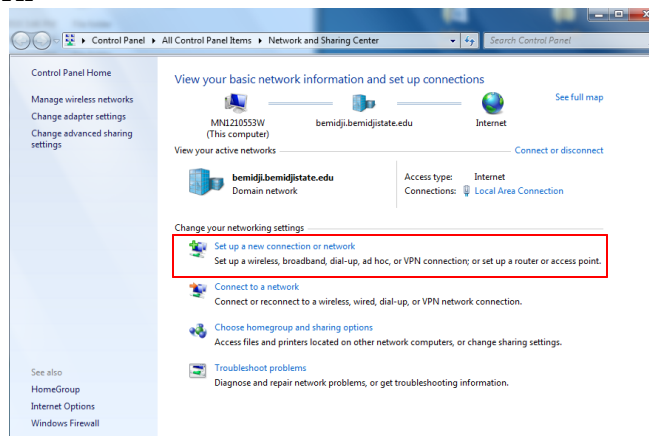 Control Panel ▸ All Control Panel Items ▸ Network and Sharing Center
Search Control Panel
Control Panel Home
Manage wireless networks
Change adapter settings
Change advanced sharing
settings
See also
HomeGroup
Internet Options
Windows Firewall
View your basic network information and set up connections
See full map
MN1210553W
(This computer)
bemidji.bemidjistate.edu
Internet
View your active networks
Connect or disconnect
bemidji.bemidjistate.edu
Domain network
Access type: Internet
Connections: Local Area Connection
Change your networking settings
Set up a new connection or network
Set up a wireless, broadband, dial-up, ad hoc, or VPN connection; or set up a router or access point.
Connect to a network
Connect or reconnect to a wireless, wired, dial-up, or VPN network connection.
Choose homegroup and sharing options
Access files and printers located on other network computers, or change sharing settings.
Troubleshoot problems
Diagnose and repair network problems, or get troubleshooting information.